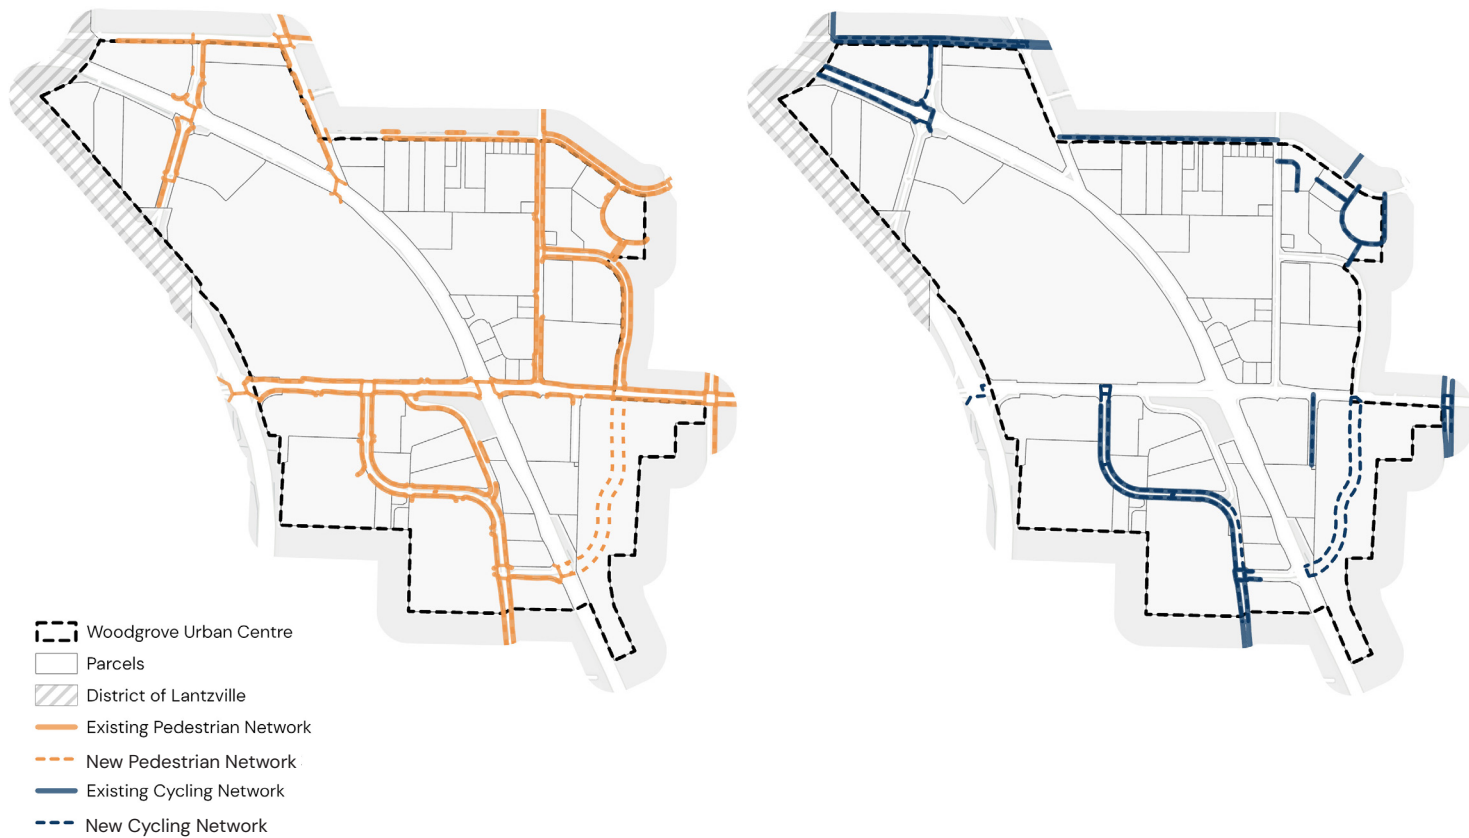 Woodgrove Urban Centre
Parcels
District of Lantzville
Existing Pedestrian Network
New Pedestrian Network
Existing Cycling Network
New Cycling Network